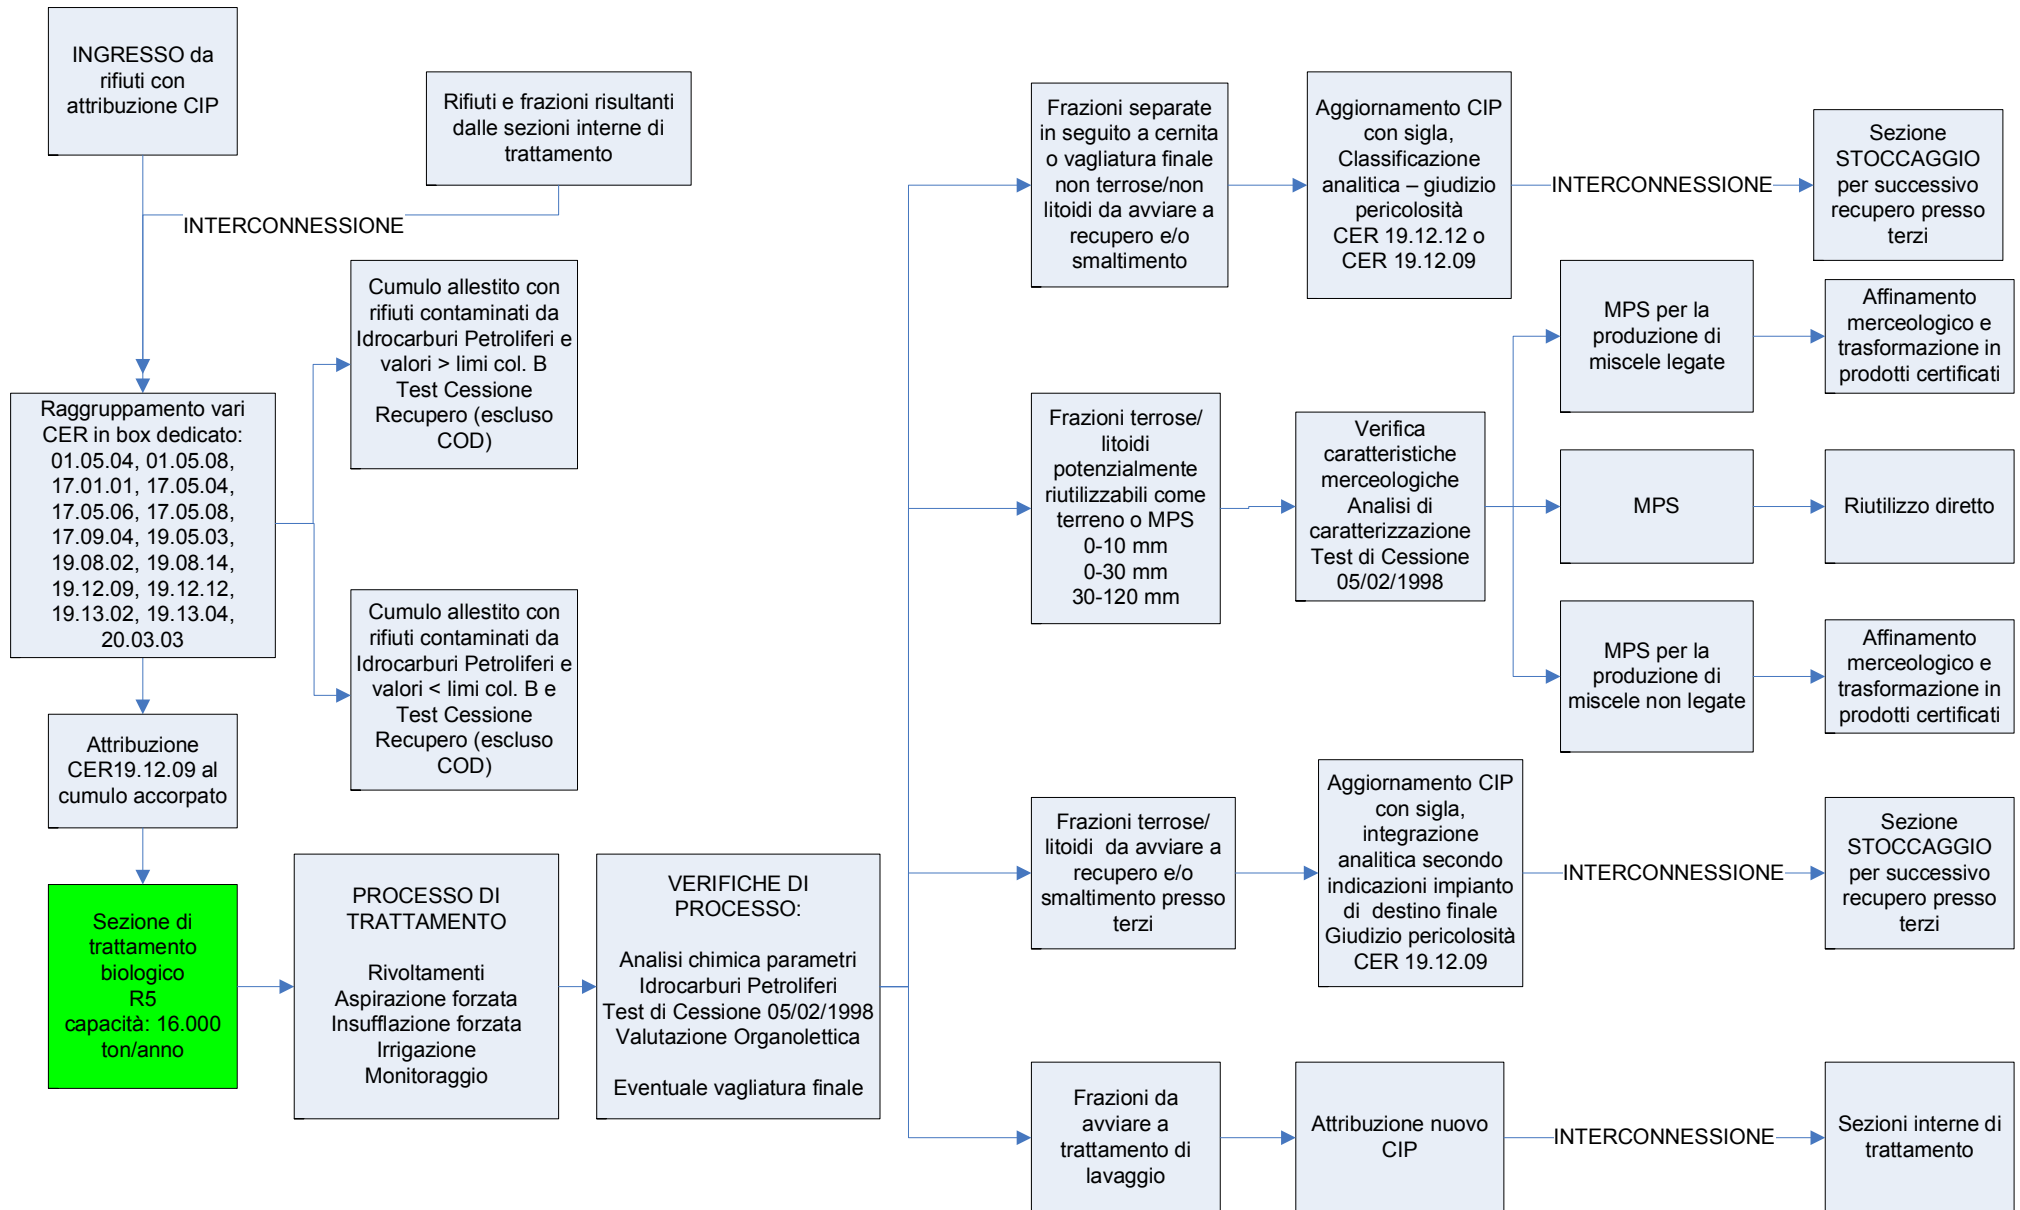 INGRESSO da
rifiuti con
attribuzione CIP
Rifiuti e frazioni risultanti
dalle sezioni interne di
trattamento
INTERCONNESSIONE
Raggruppamento vari
CER in box dedicato:
01.05.04, 01.05.08,
17.01.01, 17.05.04,
17.05.06, 17.05.08,
17.09.04, 19.05.03,
19.08.02, 19.08.14,
19.12.09, 19.12.12,
19.13.02, 19.13.04,
20.03.03
Cumulo allestito con
rifiuti contaminati da
Idrocarburi Petroliferi e
valori > limi col. B
Test Cessione
Recupero (escluso
COD)
Cumulo allestito con
rifiuti contaminati da
Idrocarburi Petroliferi e
valori < limi col. B e
Test Cessione
Recupero (escluso
COD)
Attribuzione
CER19.12.09 al
cumulo accorpato
Sezione di
trattamento
biologico
R5
capacità: 16.000
ton/anno
PROCESSO DI
TRATTAMENTO
Rivoltamenti
Aspirazione forzata
Insufflazione forzata
Irrigazione
Monitoraggio
VERIFICHE DI
PROCESSO:
Analisi chimica parametri
Idrocarburi Petroliferi
Test di Cessione 05/02/1998
Valutazione Organolettica
Eventuale vagliatura finale
Frazioni separate
in seguito a cernita
o vagliatura finale
non terrose/non
litoidi da avviare a
recupero e/o
smaltimento
Aggiornamento CIP
con sigla,
Classificazione
analitica – giudizio
pericolosità
CER 19.12.12 o
CER 19.12.09
INTERCONNESSIONE
Sezione
STOCCAGGIO
per successivo
recupero presso
terzi
Frazioni terrose/
litoidi
potenzialmente
riutilizzabili come
terreno o MPS
0-10 mm
0-30 mm
30-120 mm
Verifica
caratteristiche
merceologiche
Analisi di
caratterizzazione
Test di Cessione
05/02/1998
MPS per la
produzione di
miscele legate
Affinamento
merceologico e
trasformazione in
prodotti certificati
MPS
Riutilizzo diretto
MPS per la
produzione di
miscele non legate
Affinamento
merceologico e
trasformazione in
prodotti certificati
Frazioni terrose/
litoidi da avviare a
recupero e/o
smaltimento presso
terzi
Aggiornamento CIP
con sigla,
integrazione
analitica secondo
indicazioni impianto
di destino finale
Giudizio pericolosità
CER 19.12.09
INTERCONNESSIONE
Sezione
STOCCAGGIO
per successivo
recupero presso
terzi
Frazioni da
avviare a
trattamento di
lavaggio
Attribuzione nuovo
CIP
INTERCONNESSIONE
Sezioni interne di
trattamento